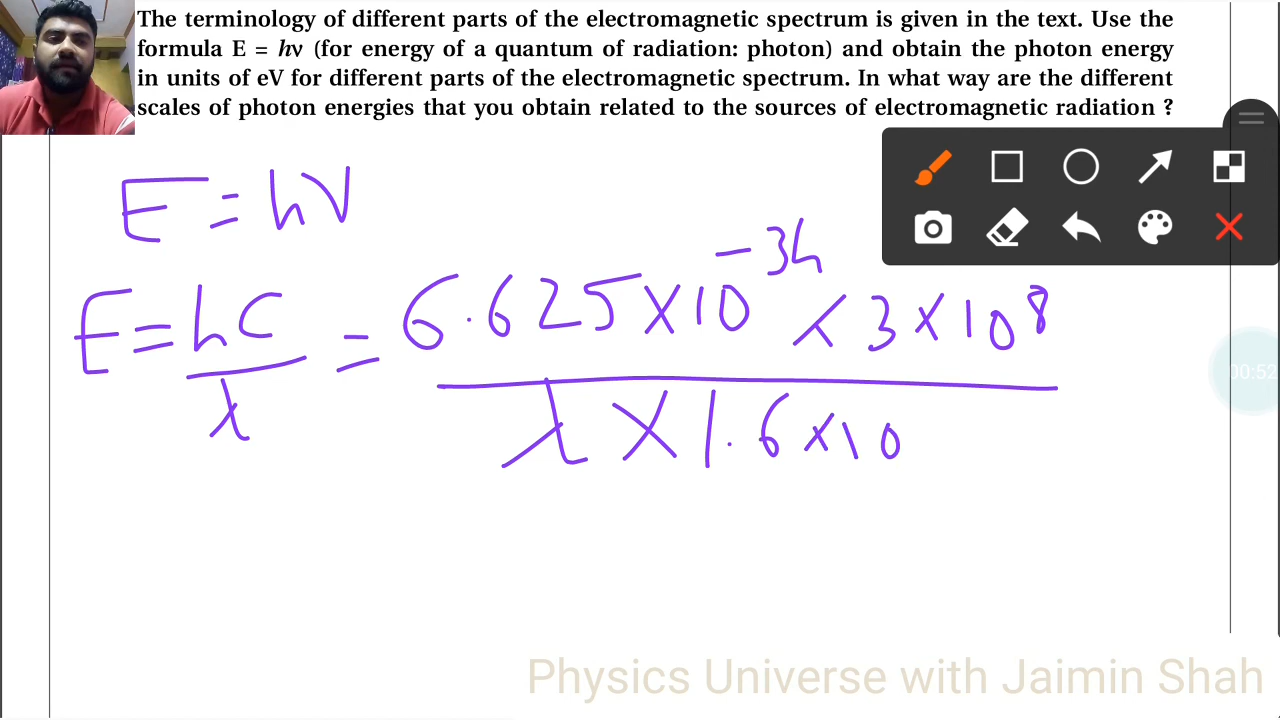 The terminology of different parts of the electromagnetic spectrum is given in the text. Use the
formula E = hν (for energy of a quantum of radiation: photon) and obtain the photon energy
in units of eV for different parts of the electromagnetic spectrum. In what way are the different
scales of photon energies that you obtain related to the sources of electromagnetic radiation ?
E = hν
E = hc/λ = 6.625 × 10^-34 × 3 × 10^8 / λ × 1.6 × 10
00:52
Physics Universe with Jaimin Shah